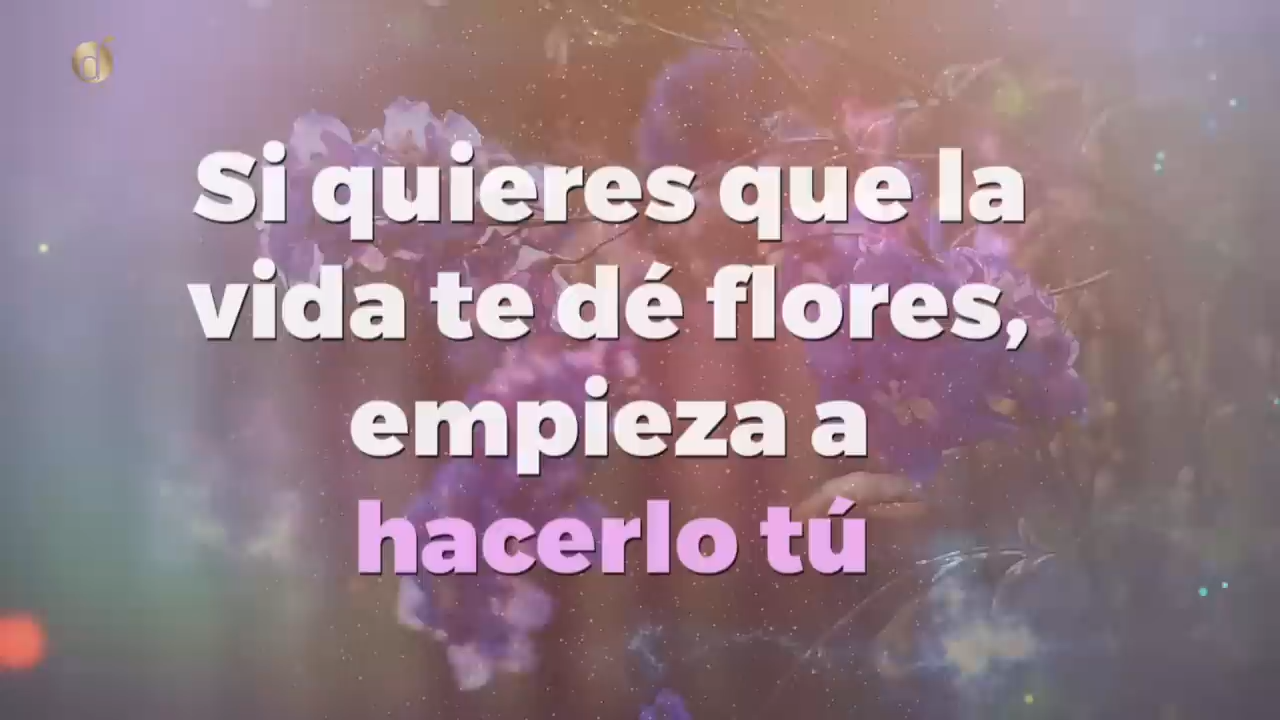 d
Si quieres que la
vida te dé flores,
empieza a
hacerlo tú